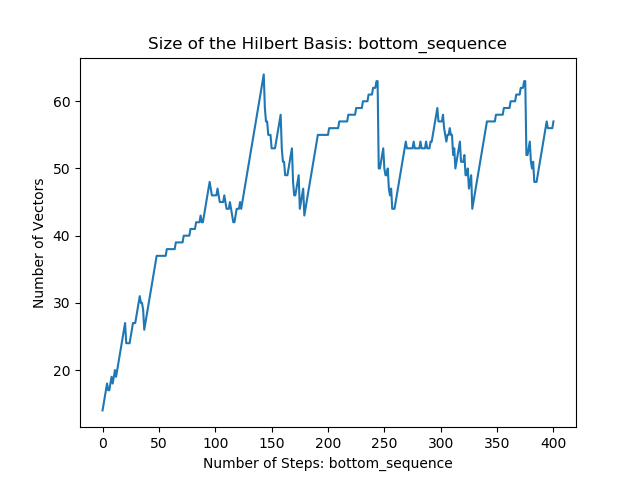 Size of the Hilbert Basis: bottom_sequence
Number of Vectors
60
50
40
30
20
0 50 100 150 200 250 300 350 400
Number of Steps: bottom_sequence